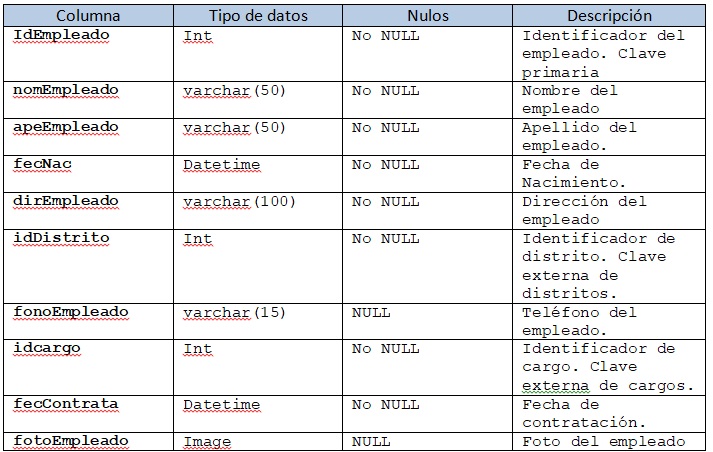 Columna Tipo de datos Nulos Descripción
IdEmpleado Int No NULL Identificador del
empleado. Clave
primaria
nomEmpleado varchar(50) No NULL Nombre del
empleado
apeEmpleado varchar(50) No NULL Apellido del
empleado.
fecNac Datetime No NULL Fecha de
Nacimiento.
dirEmpleado varchar(100) No NULL Dirección del
empleado
idDistrito Int No NULL Identificador de
distrito. Clave
externa de
distritos.
fonoEmpleado varchar(15) NULL Teléfono del
empleado.
idcargo Int No NULL Identificador de
cargo. Clave
externa de cargos.
fecContrata Datetime No NULL Fecha de
contratación.
fotoEmpleado Image NULL Foto del empleado